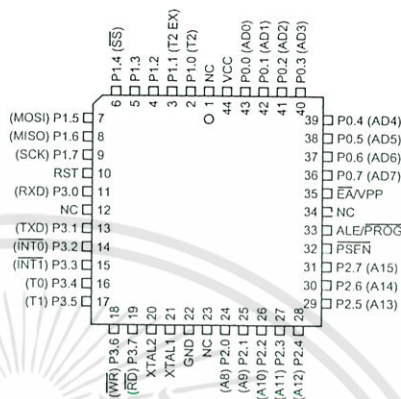 P1.4 (SS)
P1.3
P1.2
P1.1 (T2 EX)
P1.0 (T2)
NC
VCC
P0.0 (AD0)
P0.1 (AD1)
P0.2 (AD2)
P0.3 (AD3)
6 5 4 3 2 1 44 43 42 41 40
(MOSI) P1.5 7
(MISO) P1.6 8
(SCK) P1.7 9
RST 10
(RXD) P3.0 11
NC 12
(TXD) P3.1 13
(INT0) P3.2 14
(INT1) P3.3 15
(T0) P3.4 16
(T1) P3.5 17
39 P0.4 (AD4)
38 P0.5 (AD5)
37 P0.6 (AD6)
36 P0.7 (AD7)
35 EA/VPP
34 NC
33 ALE/PROG
32 PSEN
31 P2.7 (A15)
30 P2.6 (A14)
29 P2.5 (A13)
18 19 20 21 22 23 24 25 26 27 28
(WR) P3.6
(RD) P3.7
XTAL2
XTAL1
GND
NC
(A8) P2.0
(A9) P2.1
(A10) P2.2
(A11) P2.3
(A12) P2.4